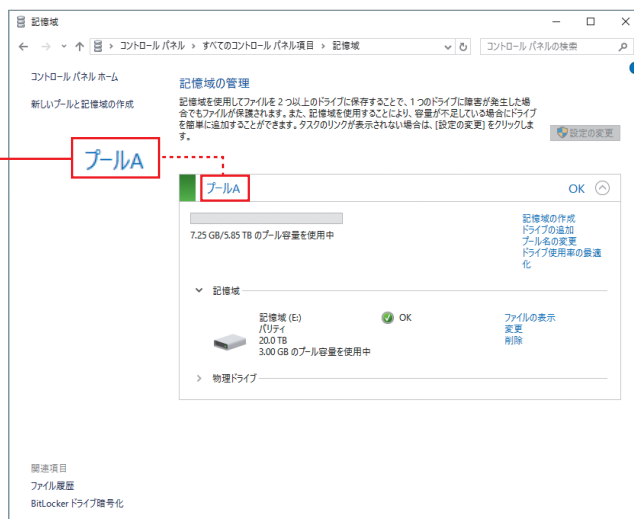 記憶域
コントロール パネル › すべてのコントロール パネル項目 › 記憶域
コントロール パネルの検索
コントロール パネル ホーム
新しいプールと記憶域の作成
記憶域の管理
記憶域を使用してファイルを 2 つ以上のドライブに保存することで、1 つのドライブに障害が発生した場
合でもファイルが保護されます。また、記憶域を使用することにより、容量が不足している場合にドライブ
を簡単に追加することができます。タスクのリンクが表示されない場合は、[設定の変更] をクリックしま
す。
設定の変更
プールA
プールA
OK
7.25 GB/5.85 TB のプール容量を使用中
記憶域の作成
ドライブの追加
プール名の変更
ドライブ使用率の最適
化
記憶域
記憶域 (E:)
OK
ファイルの表示
パリティ
変更
20.0 TB
削除
3.00 GB のプール容量を使用中
物理ドライブ
関連項目
ファイル履歴
BitLocker ドライブ暗号化